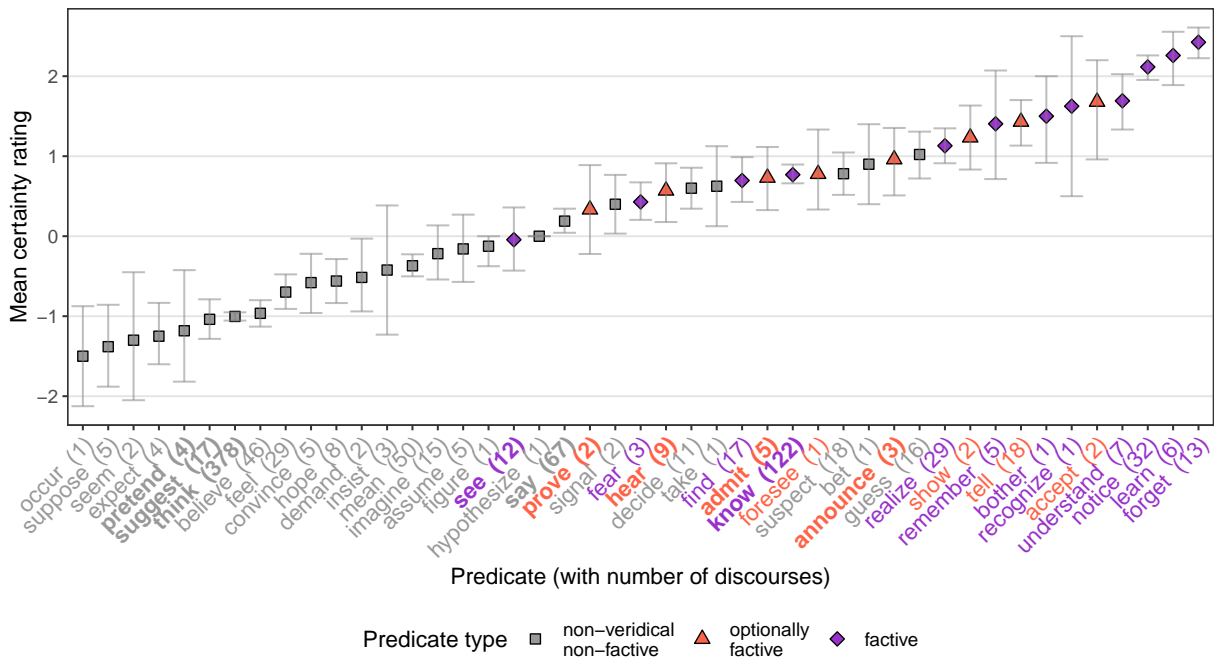 Mean certainty rating
2
1
0
−1
−2
occur (1)
suppose (5)
seem (2)
expect (4)
pretend (4)
suggest (17)
think (378)
believe (46)
feel (29)
convince (5)
hope (8)
demand (2)
insist (3)
mean (50)
imagine (15)
assume (5)
figure (1)
see (12)
hypothesize (1)
say (67)
prove (2)
signal (2)
fear (3)
hear (9)
decide (11)
take (1)
find (17)
admit (5)
know (122)
foresee (1)
suspect (18)
bet (1)
announce (3)
guess (16)
realize (29)
show (2)
remember (5)
tell (18)
bother (1)
recognize (1)
accept (2)
understand (7)
notice (32)
learn (6)
forget (13)
Predicate (with number of discourses)
Predicate type
non−veridical
non−factive
optionally
factive
factive